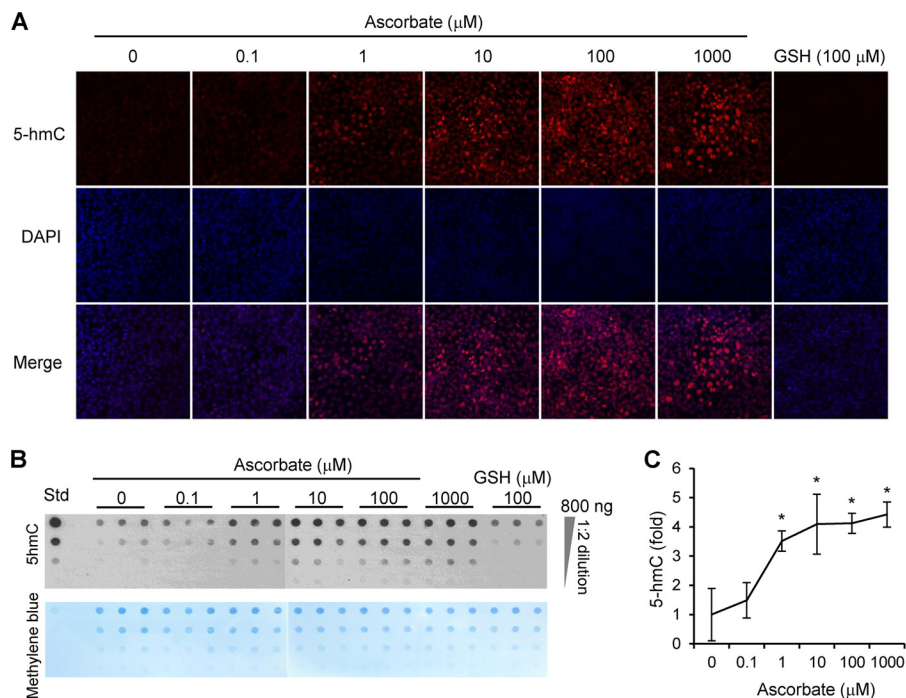 A
Ascorbate (μM)
0 0.1 1 10 100 1000 GSH (100 μM)
5-hmC
DAPI
Merge
B
Ascorbate (μM)
GSH (μM)
Std 0 0.1 1 10 100 1000 100
800 ng
1:2 dilution
5hmC
Methylene blue
C
6
5
4
3
2
1
0
5-hmC (fold)
* * * *
0 0.1 1 10 100 1000
Ascorbate (μM)